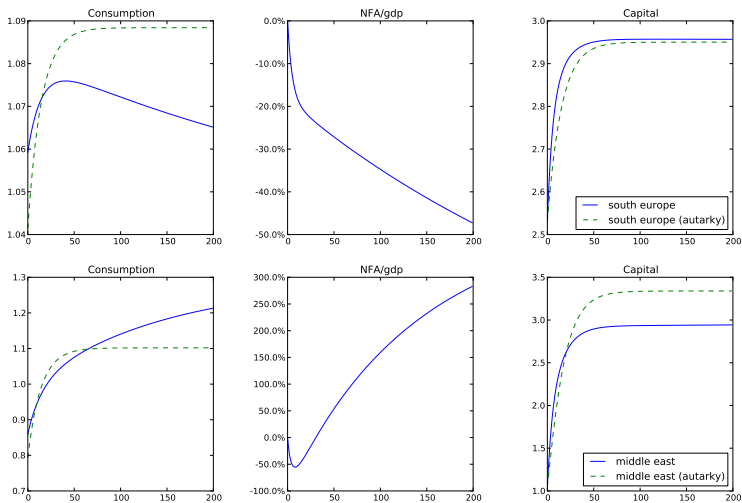 Consumption NFA/gdp Capital
1.09 0.0% 3.0
1.08 -10.0% 2.9
1.07 -20.0% 2.8
1.06 -30.0% 2.7
1.05 -40.0% 2.6
1.04 -50.0% 2.5
south europe
south europe (autarky)
0 50 100 150 200 0 50 100 150 200 0 50 100 150 200
Consumption NFA/gdp Capital
1.3 300.0% 3.5
250.0%
1.2 200.0% 3.0
1.1 150.0% 2.5
1.0 100.0%
50.0% 2.0
0.9 0.0%
0.8 -50.0% 1.5
0.7 -100.0% 1.0
middle east
middle east (autarky)
0 50 100 150 200 0 50 100 150 200 0 50 100 150 200